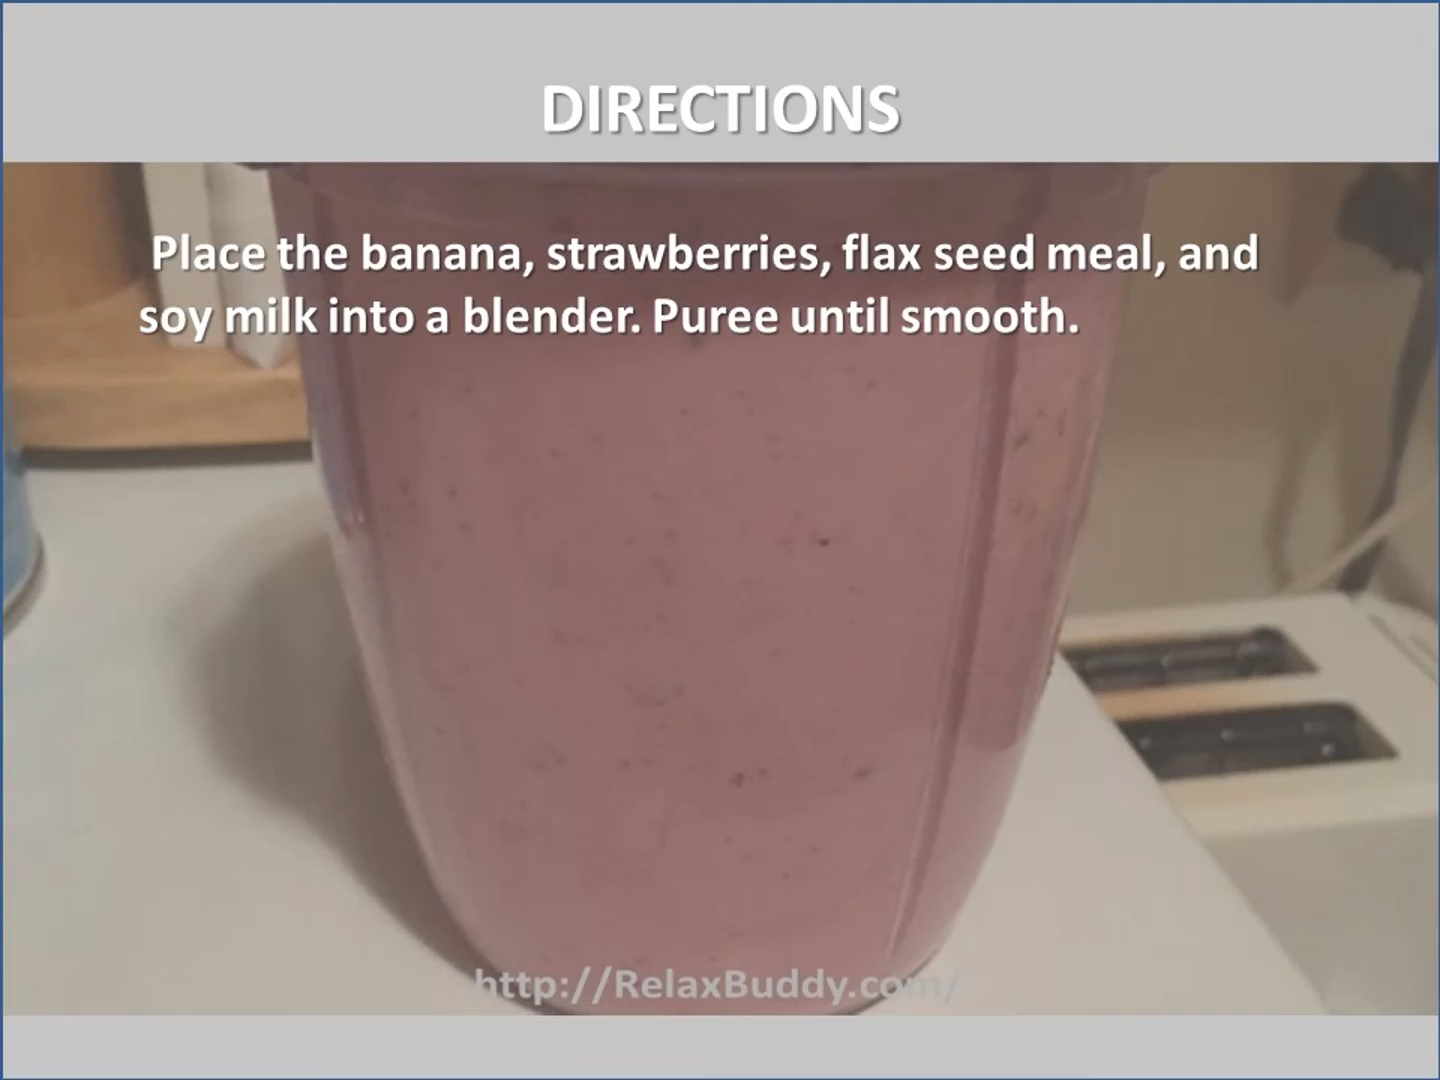 DIRECTIONS
Place the banana, strawberries, flax seed meal, and
soy milk into a blender. Puree until smooth.
http://RelaxBuddy.com/